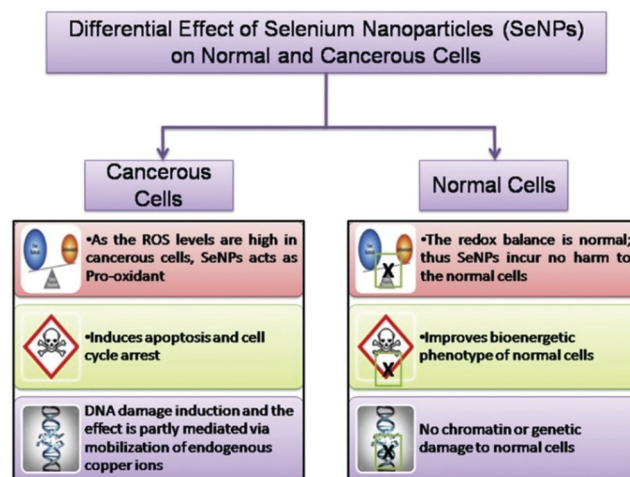 Differential Effect of Selenium Nanoparticles (SeNPs)
on Normal and Cancerous Cells
Cancerous
Cells
•As the ROS levels are high in
cancerous cells, SeNPs acts as
Pro-oxidant
•Induces apoptosis and cell
cycle arrest
DNA damage induction and the
effect is partly mediated via
mobilization of endogenous
copper ions
Normal Cells
•The redox balance is normal;
thus SeNPs incur no harm to
the normal cells
X
•Improves bioenergetic
phenotype of normal cells
X
No chromatin or genetic
damage to normal cells
X